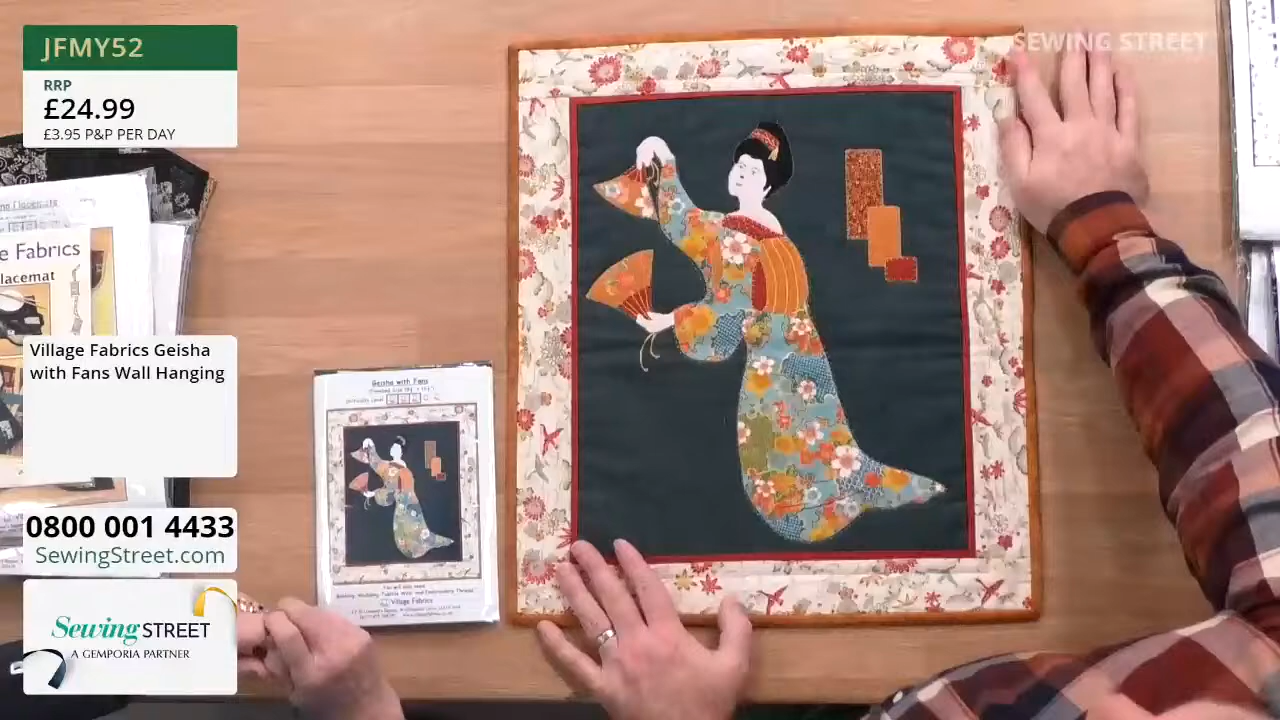 JFMY52
RRP
£24.99
£3.95 P&P PER DAY
SEWING STREET
e Fabrics
lacemat
Village Fabrics Geisha
with Fans Wall Hanging
Geisha with Fans
Village Fabrics
0800 001 4433
SewingStreet.com
Sewing STREET
A GEMPORIA PARTNER